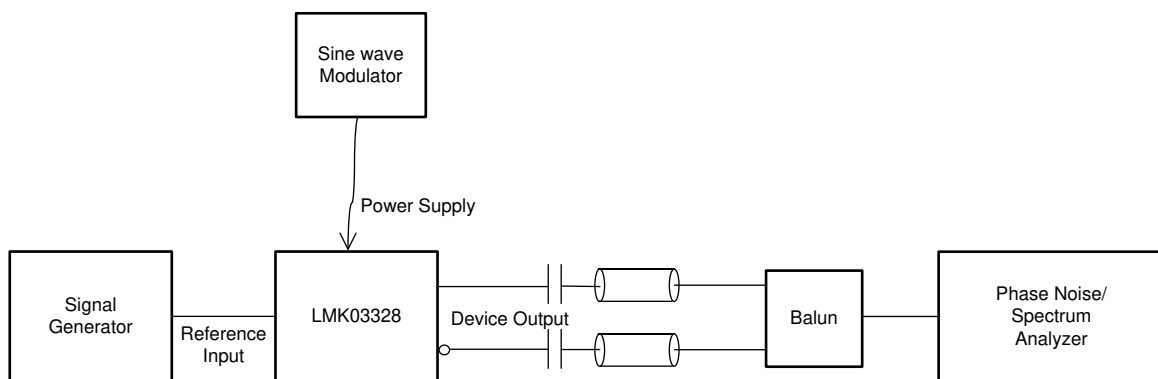 Sine wave
Modulator
Power Supply
Signal
Generator
Reference
Input
LMK03328
Device Output
Balun
Phase Noise/
Spectrum
Analyzer